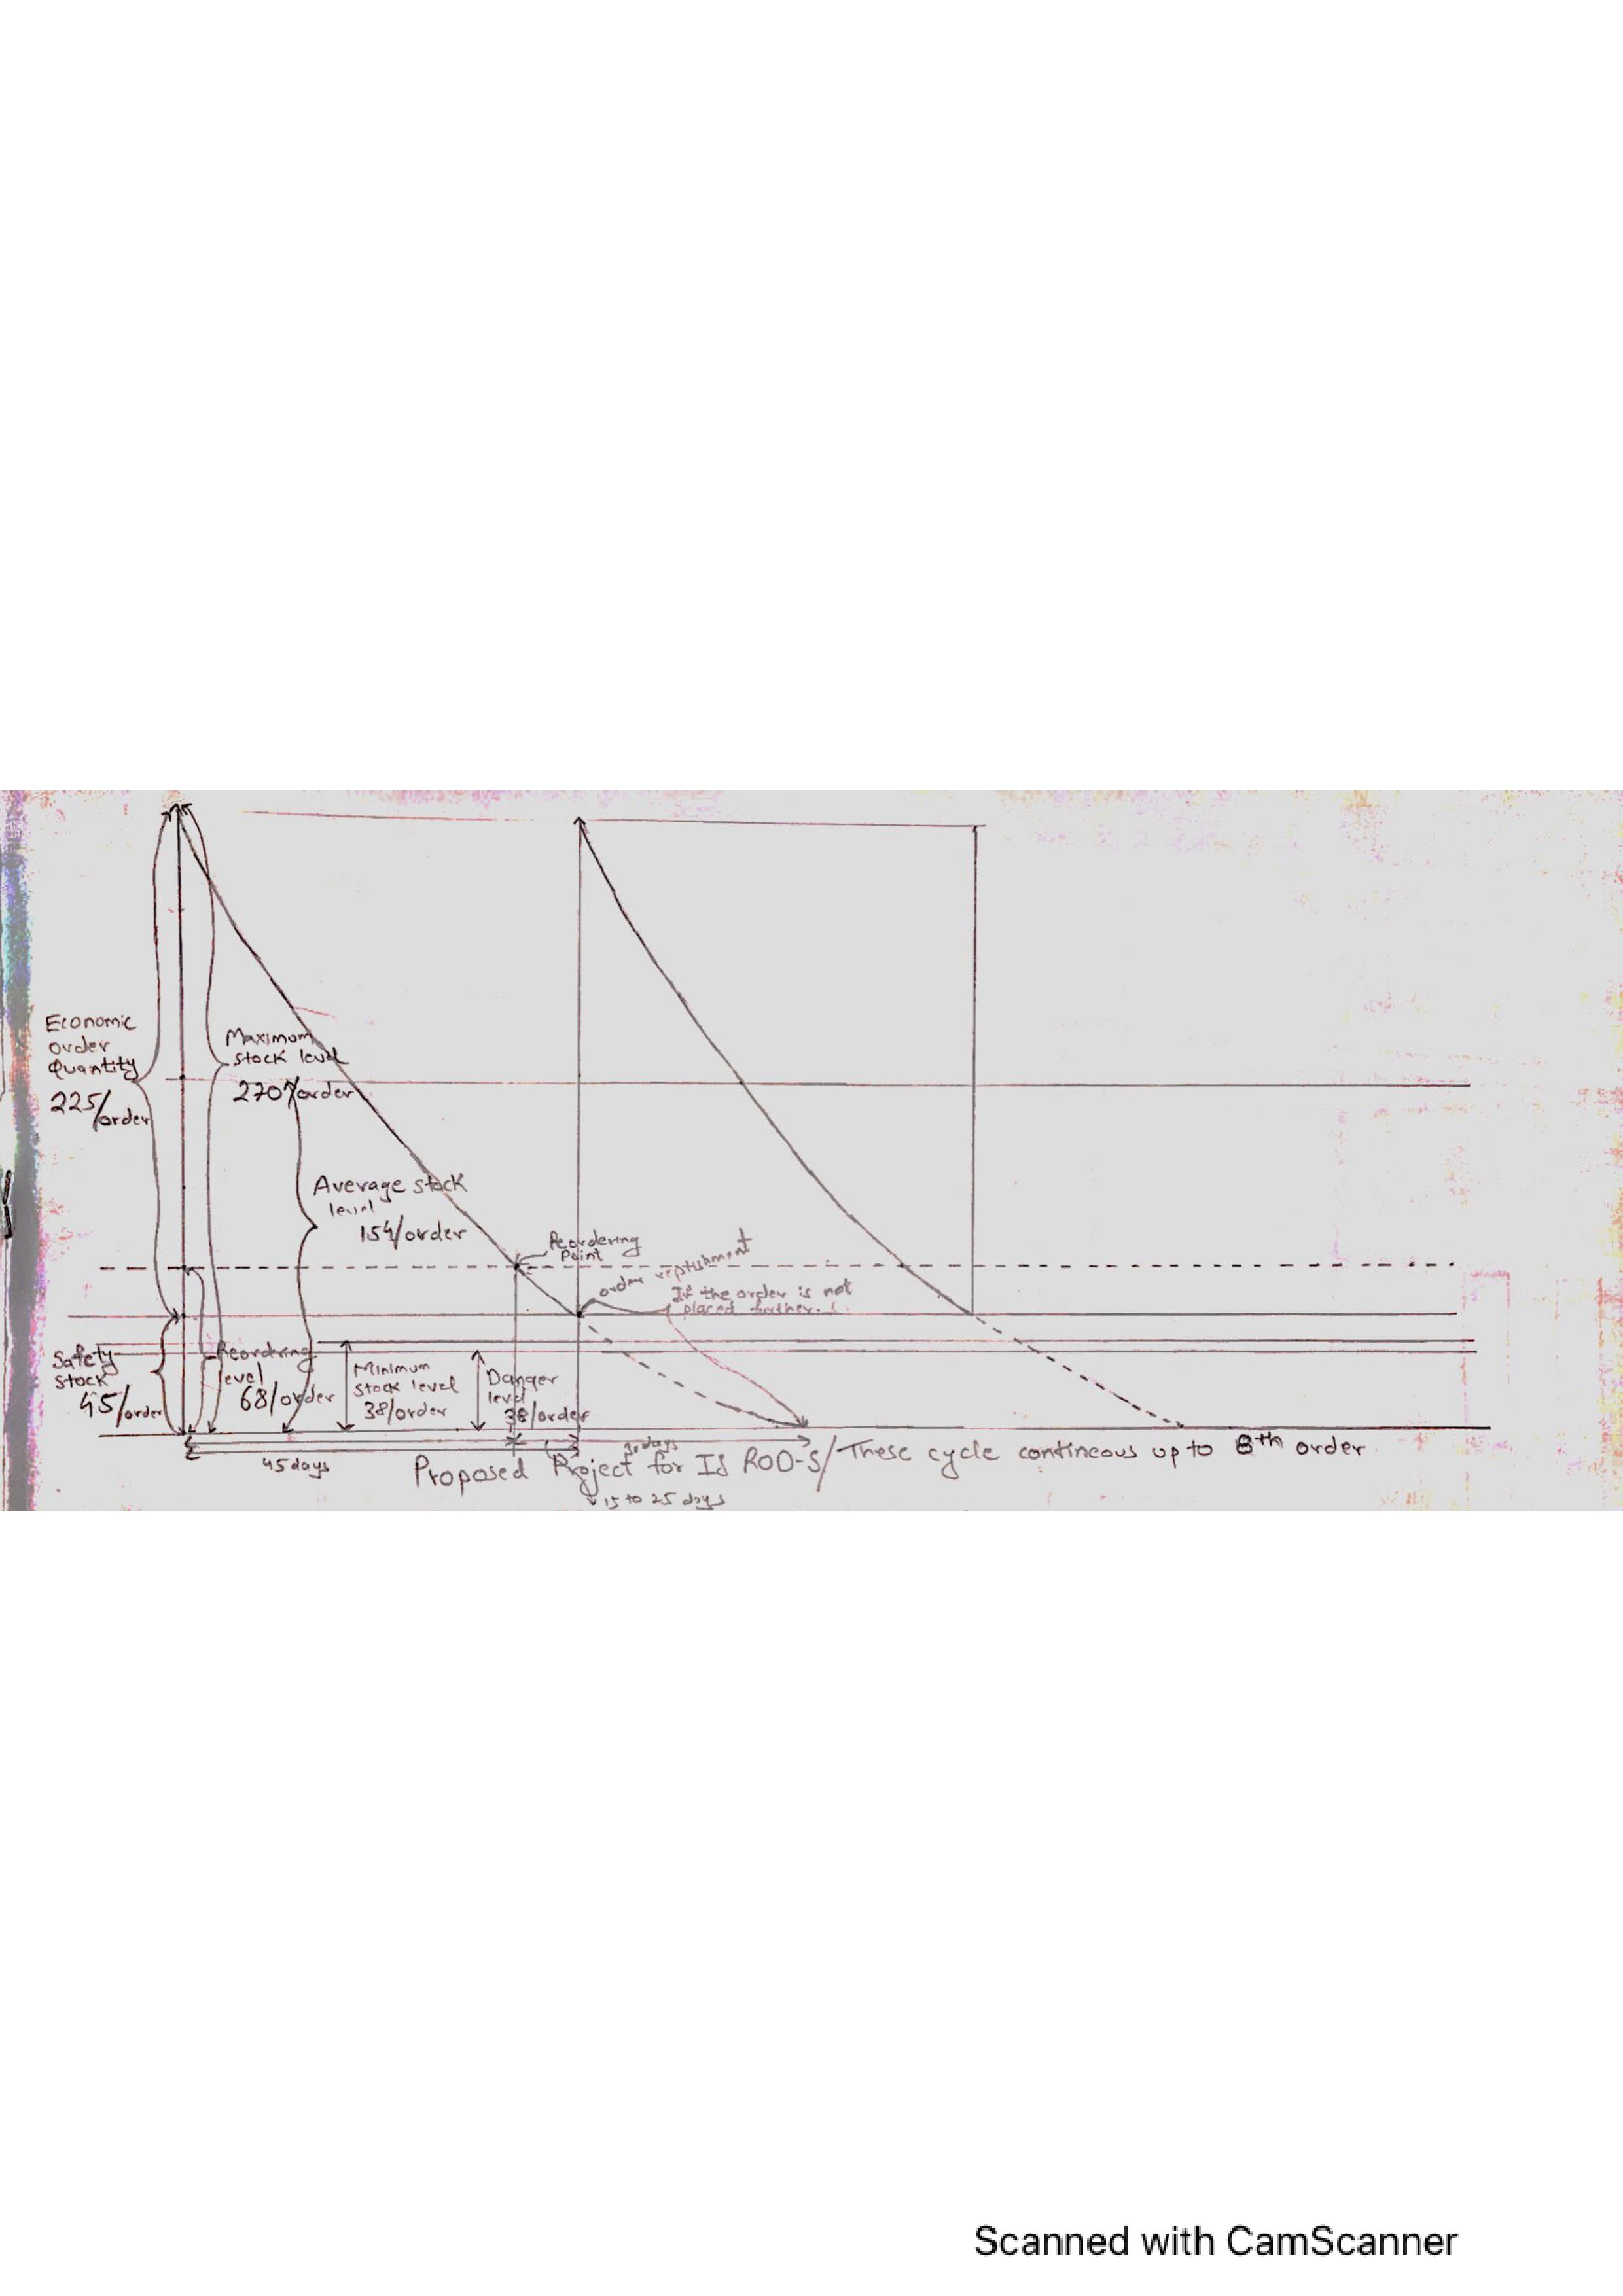 Economic
order
Quantity
225/order
Maximum
stock level
270/order
Average stock
level
154/order
Reordering
Point
order replishment
If the order is not
placed further.
Safety
stock
45/order
Reordering
level
68/order
Minimum
stock level
38/order
Danger
level
38/order
45 days
30 days
15 to 25 days
Proposed Project for IS ROD-S/These cycle contineous up to 8th order
Scanned with CamScanner